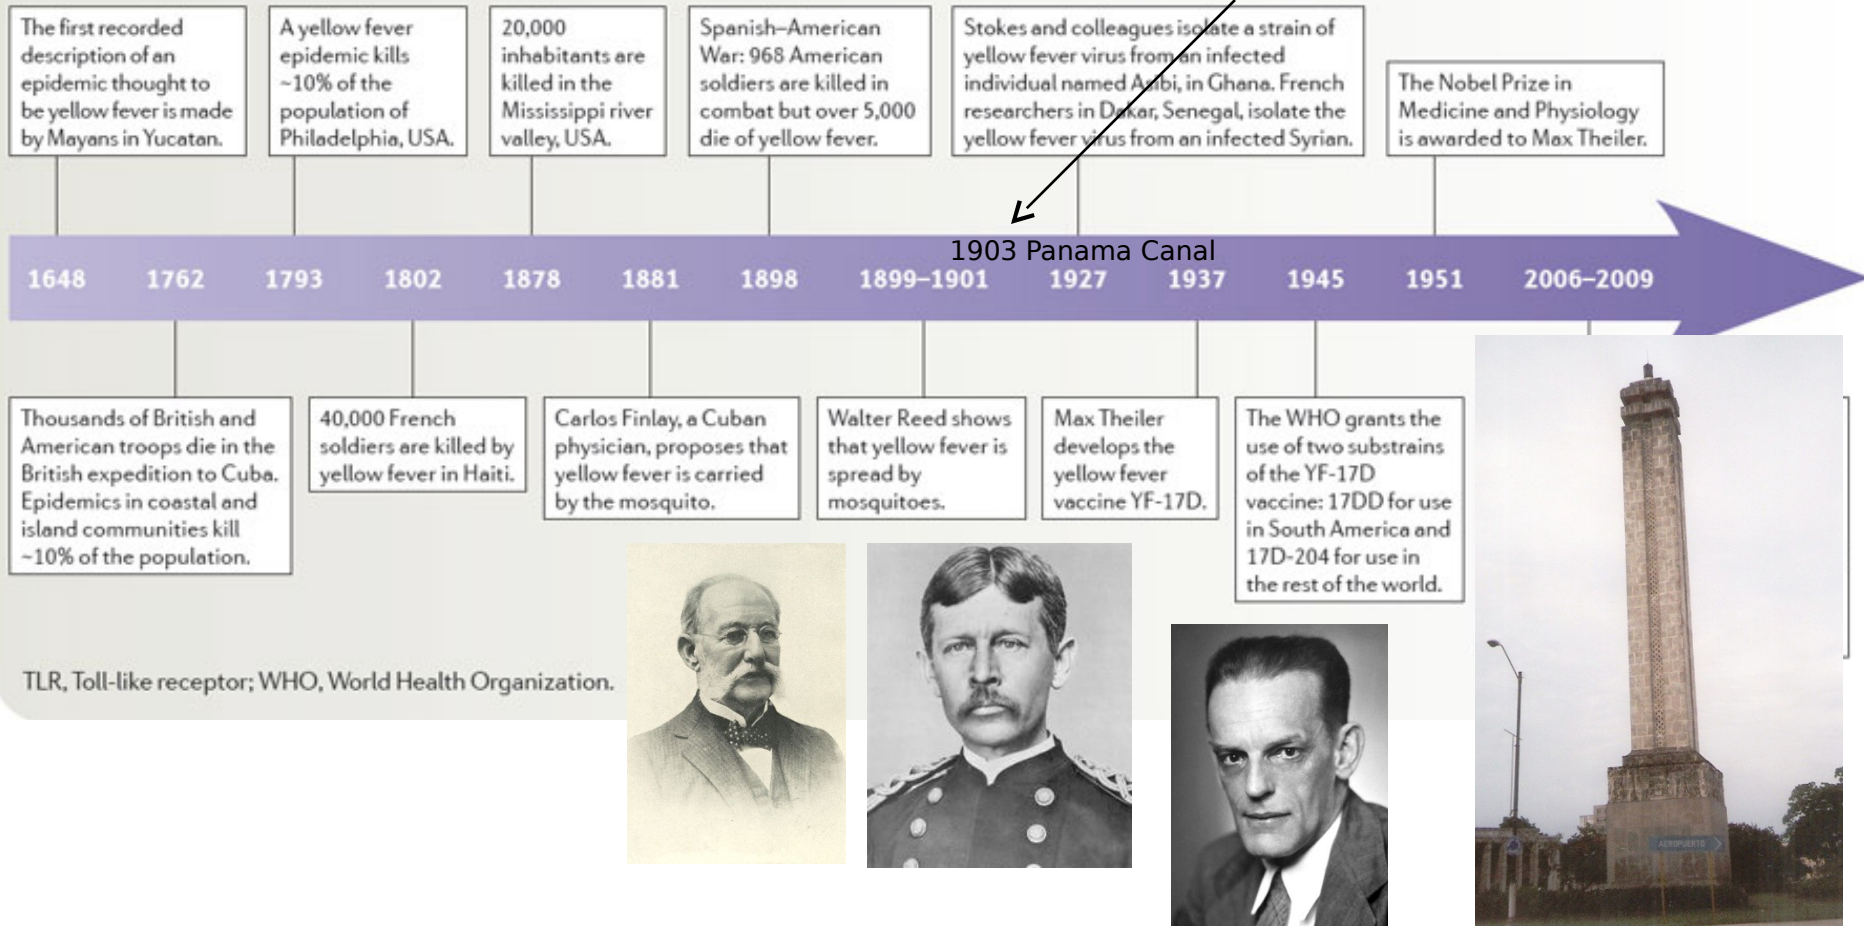 The first recorded
description of an
epidemic thought to
be yellow fever is made
by Mayans in Yucatan.
A yellow fever
epidemic kills
~10% of the
population of
Philadelphia, USA.
20,000
inhabitants are
killed in the
Mississippi river
valley, USA.
Spanish–American
War: 968 American
soldiers are killed in
combat but over 5,000
die of yellow fever.
Stokes and colleagues isolate a strain of
yellow fever virus from an infected
individual named Asibi, in Ghana. French
researchers in Dakar, Senegal, isolate the
yellow fever virus from an infected Syrian.
The Nobel Prize in
Medicine and Physiology
is awarded to Max Theiler.
1903 Panama Canal
1648 1762 1793 1802 1878 1881 1898 1899–1901 1927 1937 1945 1951 2006–2009
Thousands of British and
American troops die in the
British expedition to Cuba.
Epidemics in coastal and
island communities kill
~10% of the population.
40,000 French
soldiers are killed by
yellow fever in Haiti.
Carlos Finlay, a Cuban
physician, proposes that
yellow fever is carried
by the mosquito.
Walter Reed shows
that yellow fever is
spread by
mosquitoes.
Max Theiler
develops the
yellow fever
vaccine YF-17D.
The WHO grants the
use of two substrains
of the YF-17D
vaccine: 17DD for use
in South America and
17D-204 for use in
the rest of the world.
TLR, Toll-like receptor; WHO, World Health Organization.
AEROPUERTO